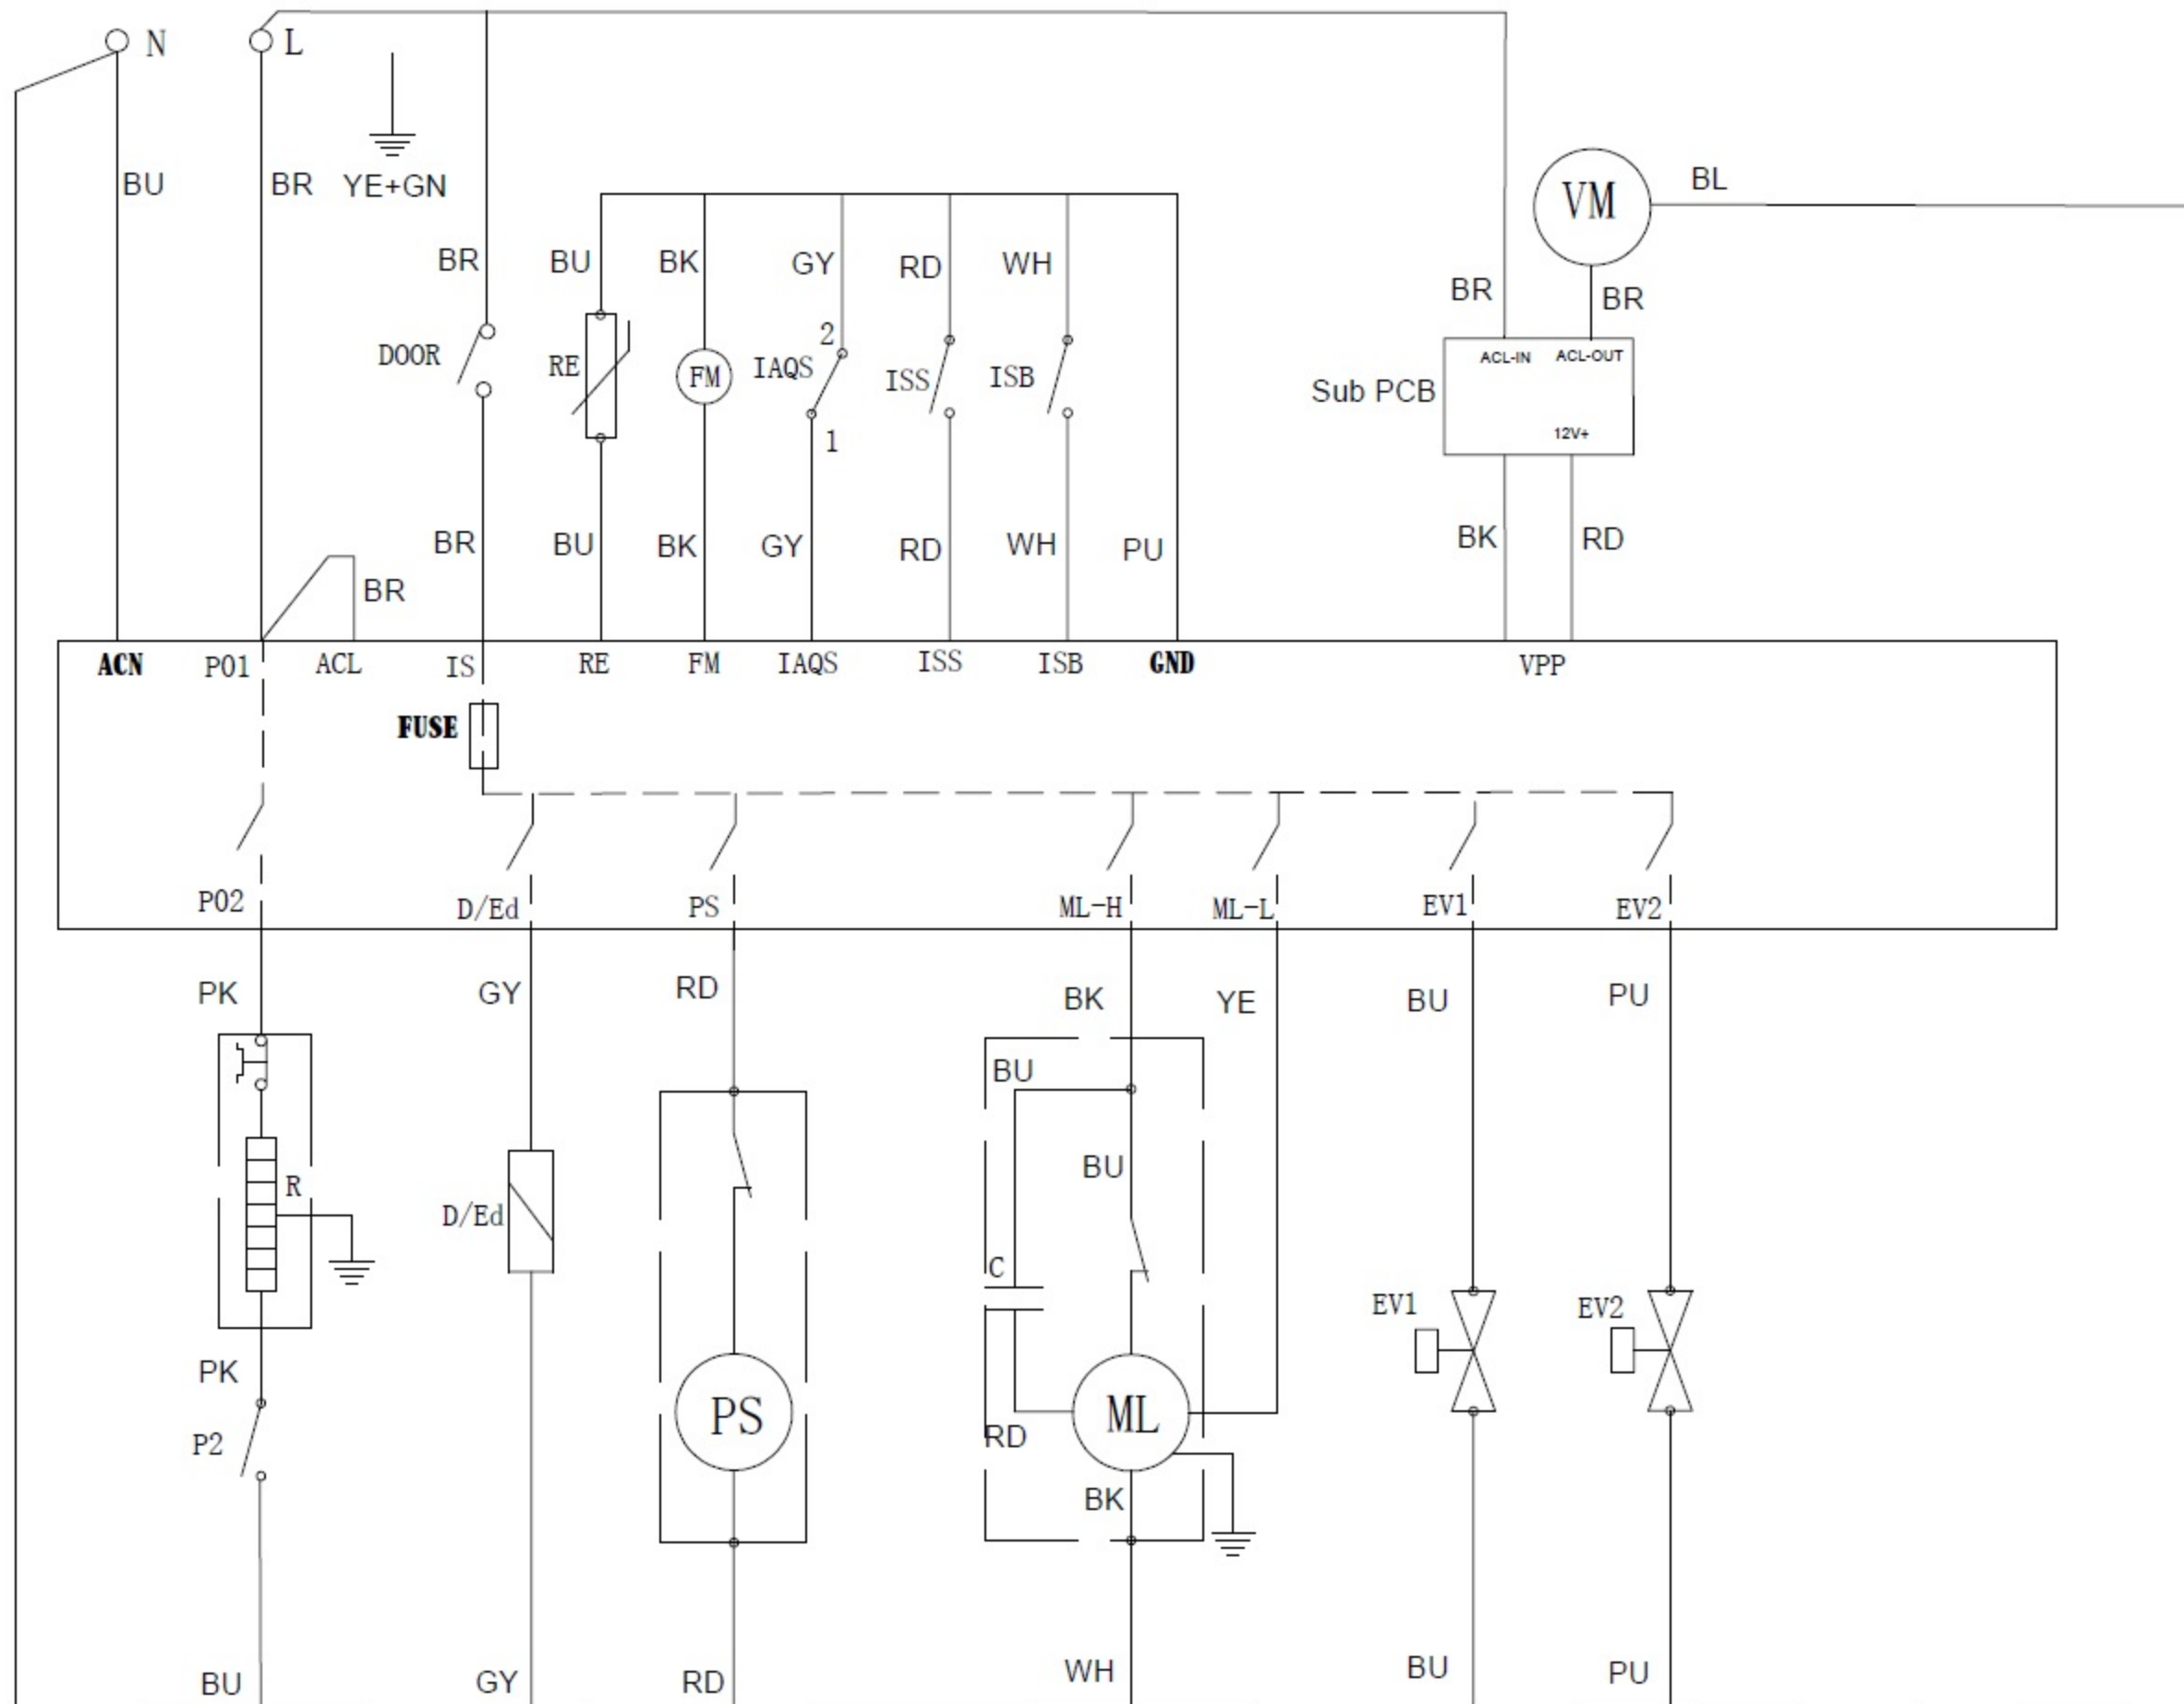 N
L
BU
BR
YE+GN
BL
VM
BR
BU
BK
GY
RD
WH
BR
BR
DOOR
RE
FM
IAQS
2
1
ISS
ISB
ACL-IN
ACL-OUT
Sub PCB
12V+
BR
BR
BU
BK
GY
RD
WH
PU
BK
RD
ACN
P01
ACL
IS
RE
FM
IAQS
ISS
ISB
GND
VPP
FUSE
P02
D/Ed
PS
ML-H
ML-L
EV1
EV2
PK
GY
RD
BK
YE
BU
PU
BU
BU
R
D/Ed
C
EV1
EV2
PK
P2
PS
ML
RD
BK
BU
GY
RD
WH
BU
PU